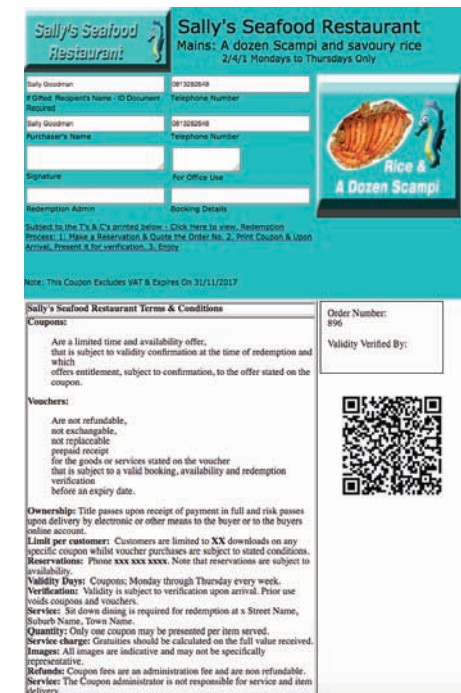 Sally's Seafood
Restaurant
Sally's Seafood Restaurant
Mains: A dozen Scampi and savoury rice
2/4/1 Mondays to
Thursdays Only
Sally Goodman
0813282648
If Gifted: Recipient's Name - ID Document
Required
Telephone Number
Sally Goodman
0813282648
Purchaser's Name
Telephone Number
Signature
For Office Use
Redemption Admin
Booking Details
Rice &
A Dozen Scampi
Subject to the T's & C's printed below - Click Here to view. Redemption
Process: 1. Make a Reservation & Quote the Order No. 2. Print Coupon & Upon
Arrival, Present it for verification. 3. Enjoy
Note: This Coupon Excludes VAT & Expires On 31/11/2017
Sally's Seafood Restaurant Terms & Conditions
Coupons:
Are a limited time and availability offer,
that is subject to validity confirmation at the time of redemption and
which
offers entitlement, subject to confirmation, to the offer stated on the
coupon.
Vouchers:
Are not refundable,
not exchangable,
not replaceable
prepaid receipt
for the goods or services stated on the voucher
that is subject to a valid booking, availability and redemption
verification
before an expiry date.
Ownership: Title passes upon receipt of payment in full and risk passes
upon delivery by electronic or other means to the buyer or to the buyers
online account.
Limit per customer: Customers are limited to XX downloads on any
specific coupon whilst voucher purchases are subject to stated conditions.
Reservations: Phone xxx xxx xxxx. Note that reservations are subject to
availability.
Validity Days: Coupons; Monday through Thursday every week.
Verification: Validity is subject to verification upon arrival. Prior use
voids coupons and vouchers.
Service: Sit down dining is required for redemption at x Street Name,
Suburb Name, Town Name.
Quantity: Only one coupon may be presented per item served.
Service charge: Gratuities should be calculated on the full value received.
Images: All images are indicative and may not be specifically
representative.
Refunds: Coupon fees are an administration fee and are non refundable.
Service: The Coupon administrator is not responsible for service and item
delivery.
Order Number:
896
Validity Verified By: